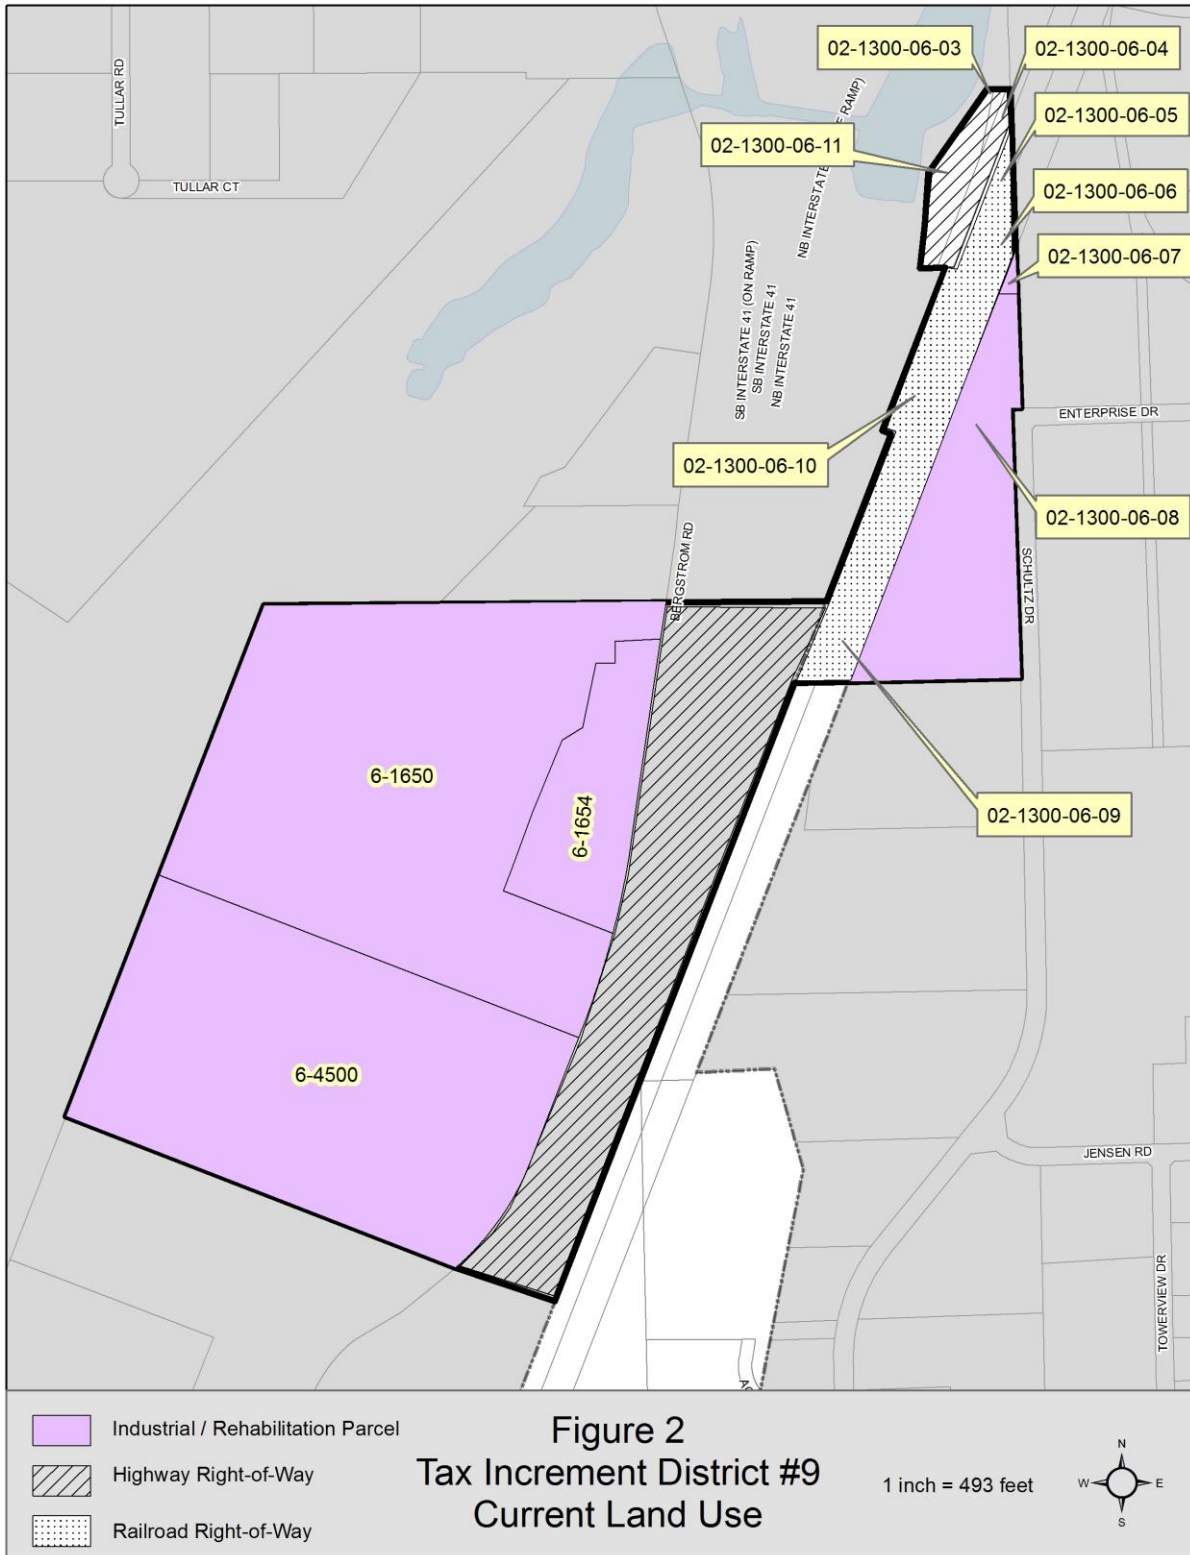 02-1300-06-03
02-1300-06-04
TULLAR RD
02-1300-06-05
02-1300-06-11
TULLAR CT
02-1300-06-06
NB INTERSTATE
RAMP)
02-1300-06-07
SB INTERSTATE 41 (ON RAMP)
SB INTERSTATE 41
NB INTERSTATE 41
ENTERPRISE DR
02-1300-06-10
02-1300-06-08
BERGSTROM RD
SCHULTZ DR
6-1650
6-1654
02-1300-06-09
6-4500
JENSEN RD
TOWERVIEW DR
Industrial / Rehabilitation Parcel
Highway Right-of-Way
Railroad Right-of-Way
Figure 2
Tax Increment District #9
Current Land Use
1 inch = 493 feet
N
W E
S